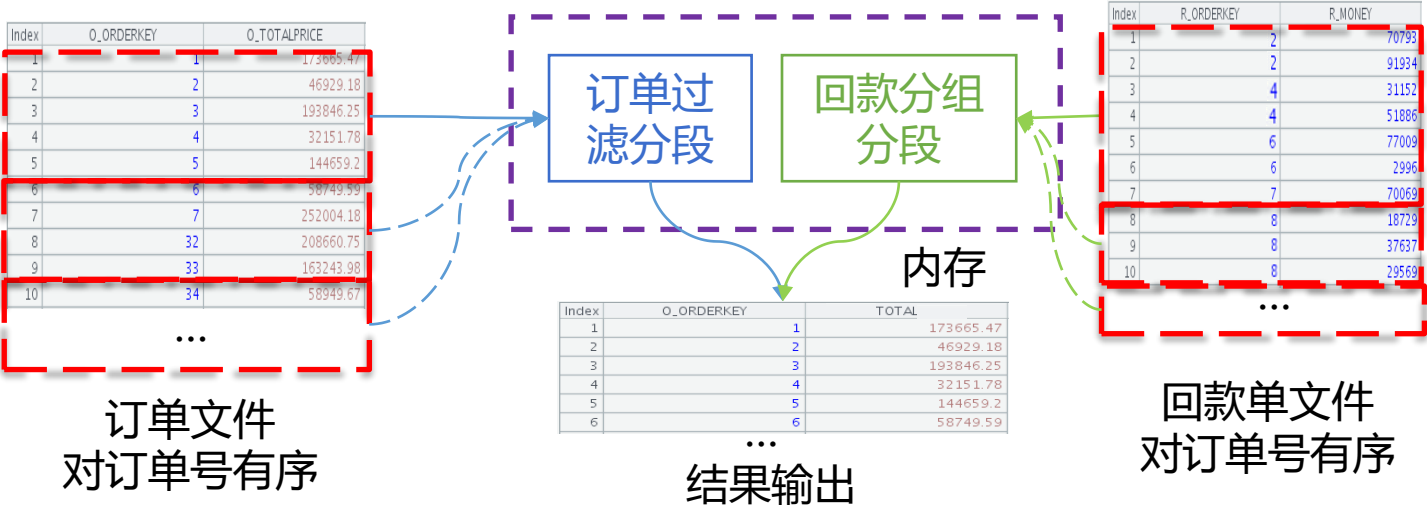 Index O_ORDERKEY O_TOTALPRICE
1 1 173665.47
2 2 46929.18
3 3 193846.25
4 4 32151.78
5 5 144659.2
6 6 58749.59
7 7 252004.18
8 32 208660.75
9 33 163243.98
10 34 58949.67
...
订单文件
对订单号有序
订单过
滤分段
回款分组
分段
内存
Index O_ORDERKEY TOTAL
1 1 173665.47
2 2 46929.18
3 3 193846.25
4 4 32151.78
5 5 144659.2
6 6 58749.59
...
结果输出
Index R_ORDERKEY R_MONEY
1 2 70793
2 2 91934
3 4 31152
4 4 51886
5 6 77009
6 6 2996
7 7 70069
8 8 18729
9 8 37637
10 8 29569
...
回款单文件
对订单号有序